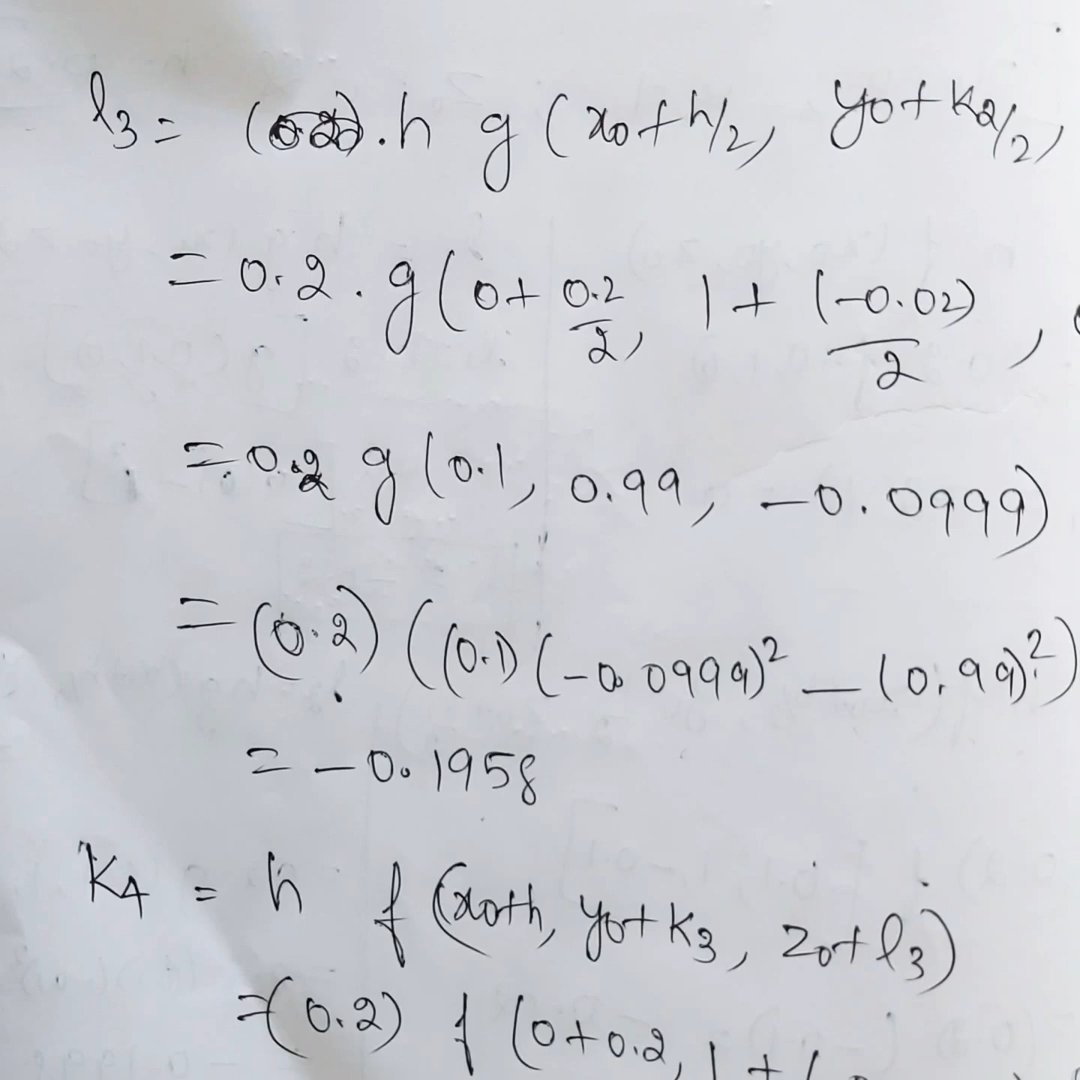 l₃ = . h g (x₀ + h/2, y₀ + k₂/2,
= 0.2 . g (0 + 0.2/2, 1 + (-0.02)/2 ,
= 0.2 g (0.1, 0.99, -0.0999)
= (0.2) ((0.1) (-0.0999)² - (0.99)²)
= -0.1958
K₄ = h f (x₀+h, y₀+k₃, z₀+l₃)
= (0.2) f (0+0.2, 1 + (